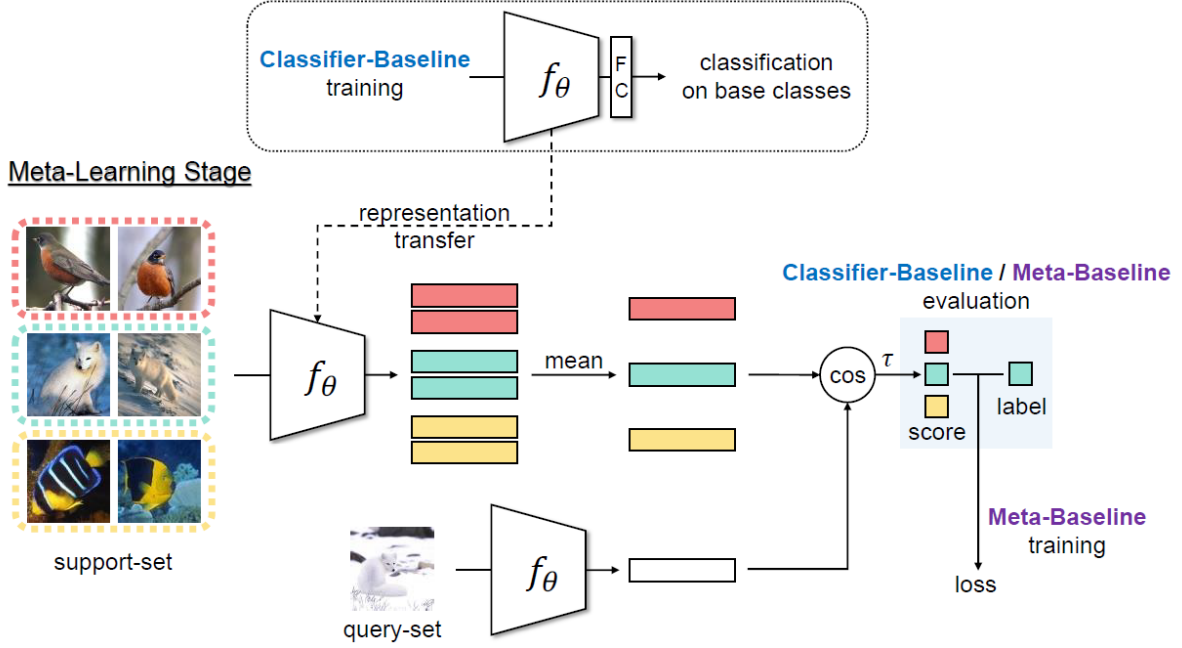 Classifier-Baseline
training
f_θ
F
C
classification
on base classes
Meta-Learning Stage
representation
transfer
Classifier-Baseline / Meta-Baseline
evaluation
f_θ
mean
cos
τ
score
label
support-set
query-set
f_θ
Meta-Baseline
training
loss